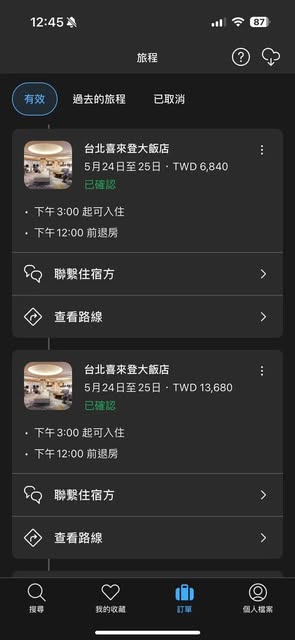 12:45
87
旅程
有效
過去的旅程
已取消
台北喜來登大飯店
5月24日至25日 · TWD 6,840
已確認
• 下午3:00 起可入住
• 下午12:00 前退房
聯繫住宿方
查看路線
台北喜來登大飯店
5月24日至25日 · TWD 13,680
已確認
• 下午3:00 起可入住
• 下午12:00 前退房
聯繫住宿方
查看路線
搜尋
我的收藏
訂單
個人檔案